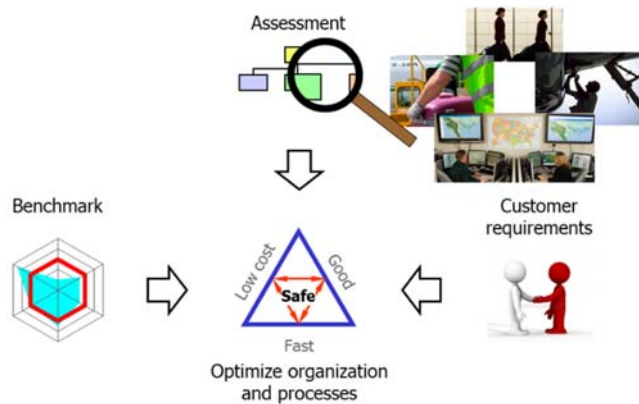 Assessment
Benchmark
Customer
requirements
Low cost
Good
Safe
Fast
Optimize organization
and processes